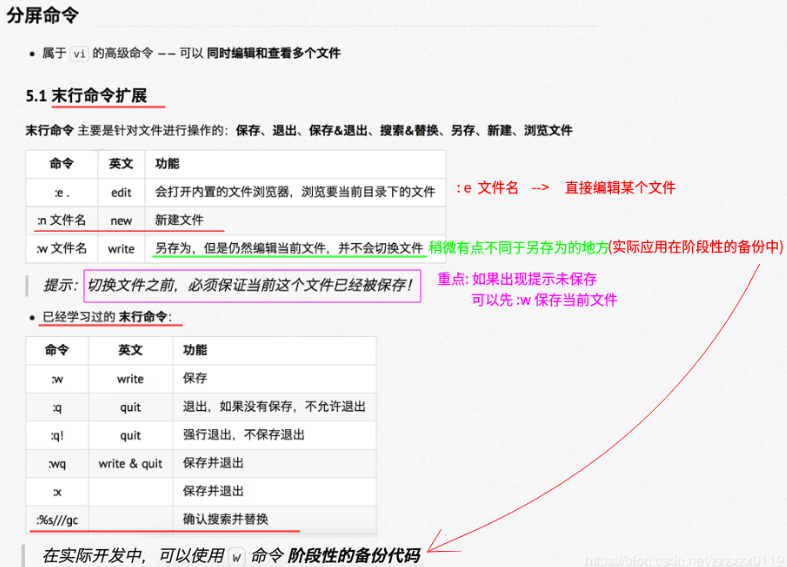 分屏命令
• 属于 vi 的高级命令 —— 可以 同时编辑和查看多个文件
5.1 末行命令扩展
末行命令 主要是针对文件进行操作的：保存、退出、保存&退出、搜索&替换、另存、新建、浏览文件
命令 英文 功能
:e . edit 会打开内置的文件浏览器，浏览要当前目录下的文件
: e 文件名 --> 直接编辑某个文件
:n 文件名 new 新建文件
:w 文件名 write 另存为，但是仍然编辑当前文件，并不会切换文件 稍微有点不同于另存为的地方(实际应用在阶段性的备份中)
提示：切换文件之前，必须保证当前这个文件已经被保存！
重点: 如果出现提示未保存
可以先 :w 保存当前文件
• 已经学习过的 末行命令：
命令 英文 功能
:w write 保存
:q quit 退出，如果没有保存，不允许退出
:q! quit 强行退出，不保存退出
:wq write & quit 保存并退出
:x 保存并退出
:%s///gc 确认搜索并替换
在实际开发中，可以使用 w 命令 阶段性的备份代码
https://blog.csdn.net/zxzxzx0119